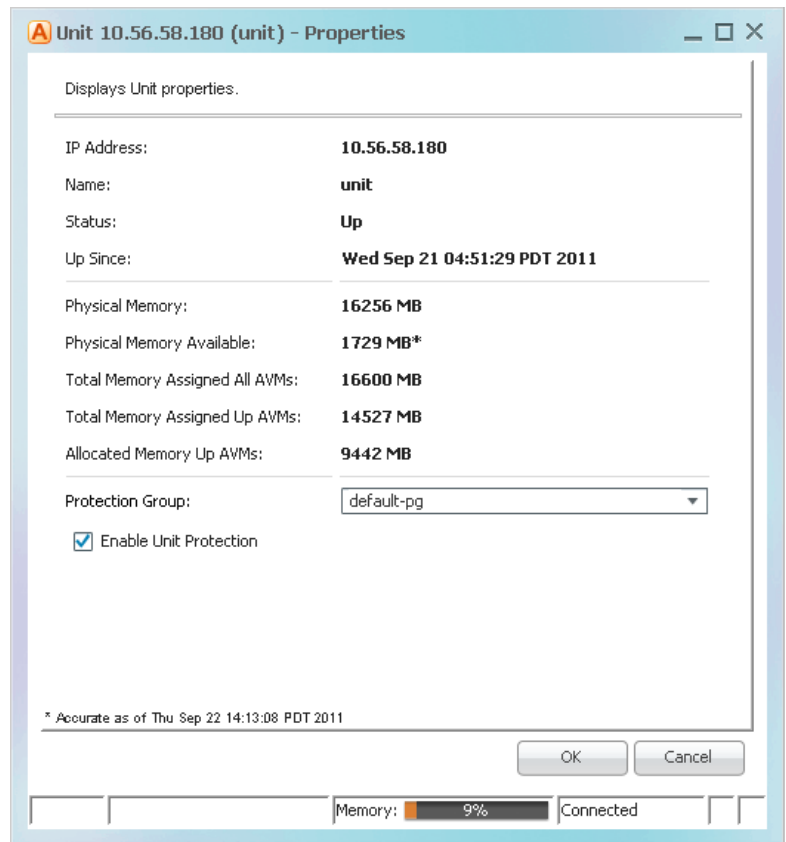 A Unit 10.56.58.180 (unit) - Properties
Displays Unit properties.
IP Address: 10.56.58.180
Name: unit
Status: Up
Up Since: Wed Sep 21 04:51:29 PDT 2011
Physical Memory: 16256 MB
Physical Memory Available: 1729 MB*
Total Memory Assigned All AVMs: 16600 MB
Total Memory Assigned Up AVMs: 14527 MB
Allocated Memory Up AVMs: 9442 MB
Protection Group: default-pg
Enable Unit Protection
* Accurate as of Thu Sep 22 14:13:08 PDT 2011
OK Cancel
Memory: 9% Connected